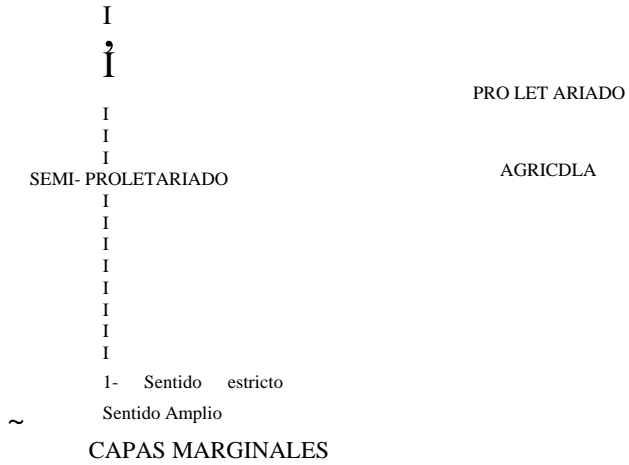 I
,
Í
PRO LET ARIADO
I
I
I
AGRICDLA
SEMI- PROLETARIADO
I
I
I
I
I
I
I
I
1- Sentido estricto
Sentido Amplio
~
CAPAS MARGINALES